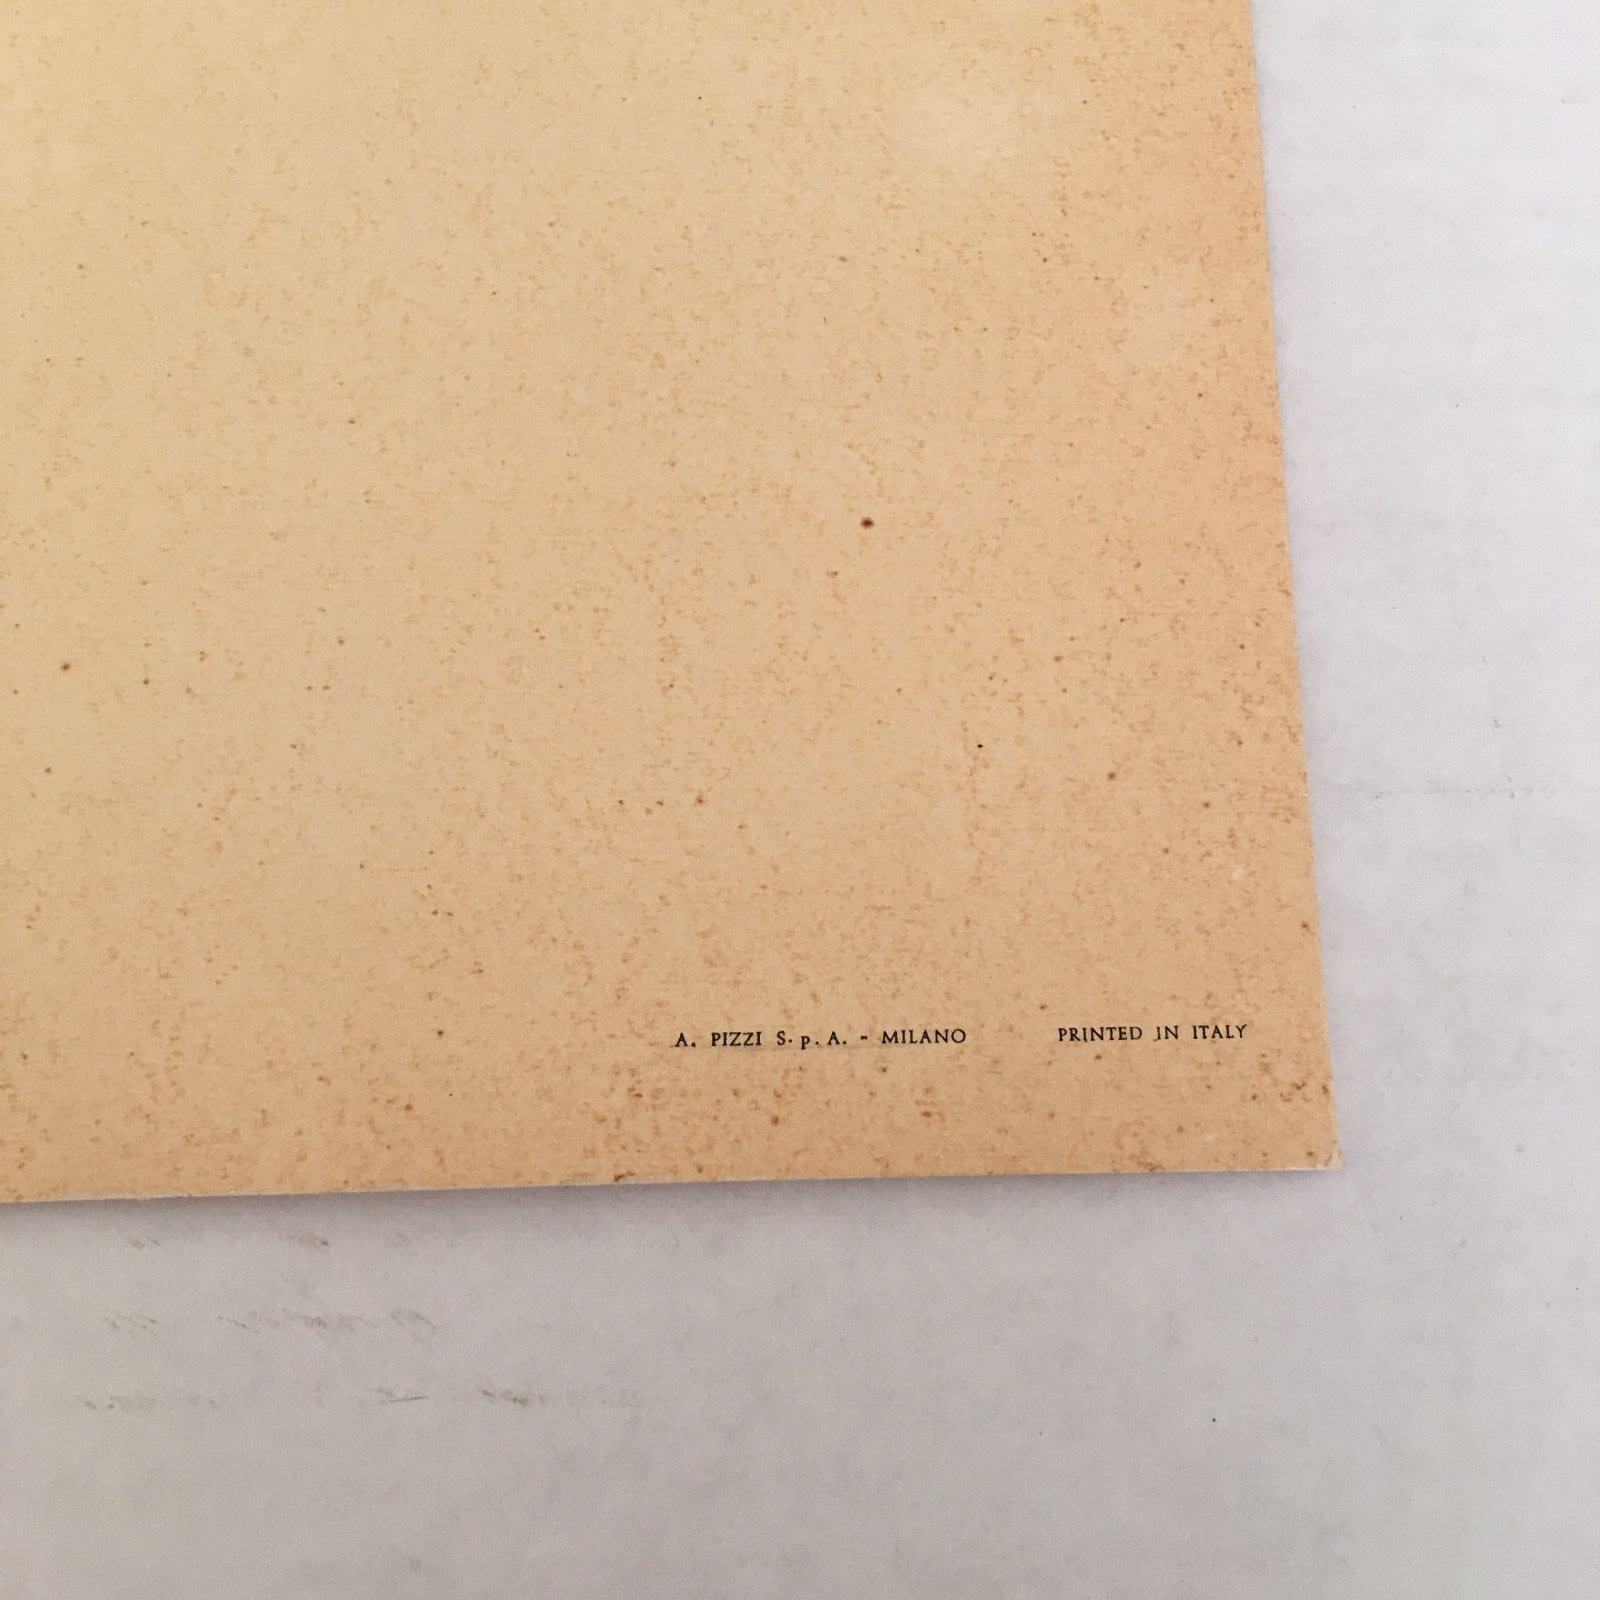 A. PIZZI S. p. A. - MILANO PRINTED IN ITALY